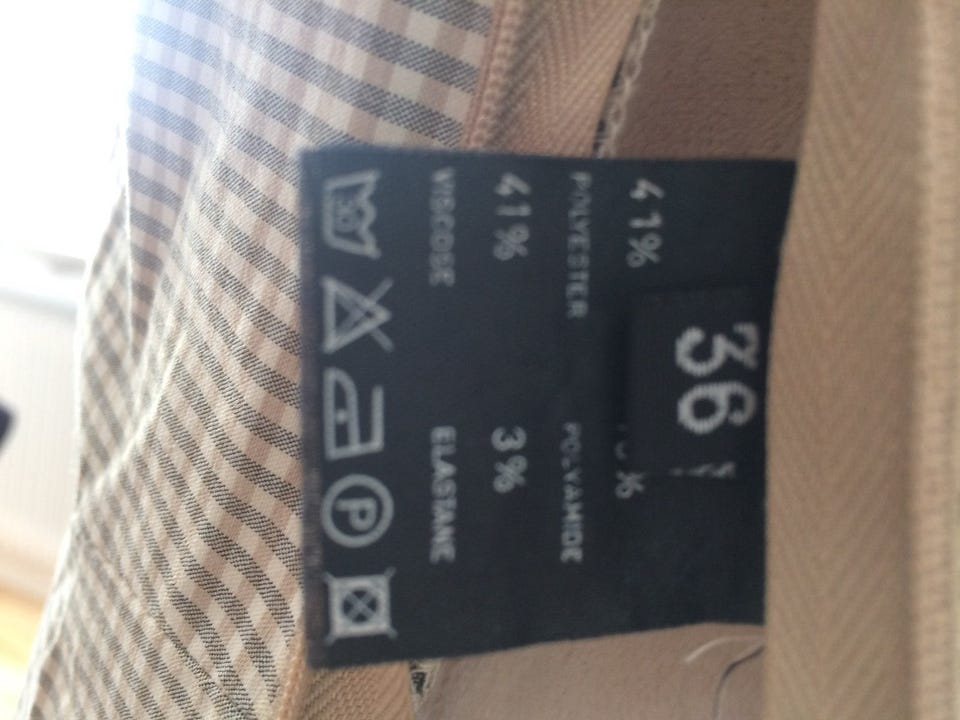 36
41%
POLYESTER POLYAMIDE
41% 3%
VISCOSE ELASTANE
P